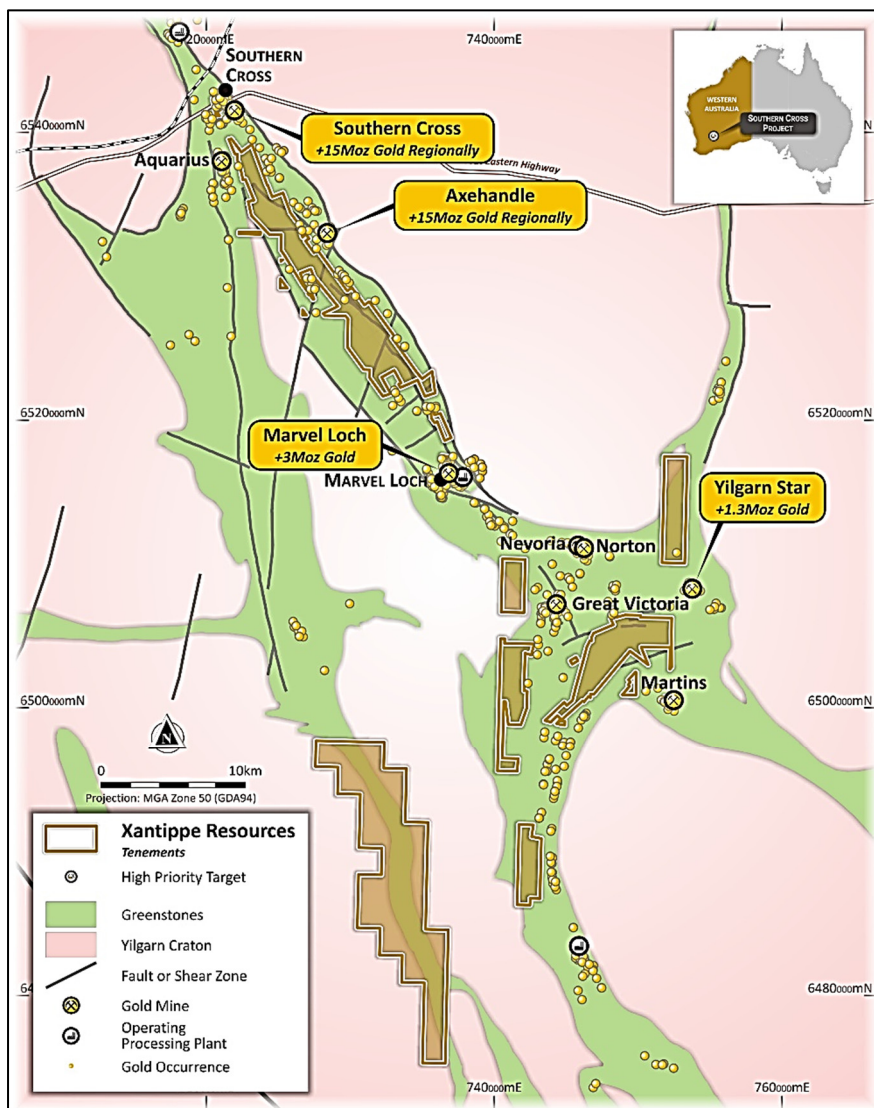 20000mE
740000mE
SOUTHERN
CROSS
WESTERN
AUSTRALIA
SOUTHERN CROSS
PROJECT
6540000mN
6540000mN
Southern Cross
+15Moz Gold Regionally
Aquarius
Eastern Highway
Axehandle
+15Moz Gold Regionally
6520000mN
6520000mN
Marvel Loch
+3Moz Gold
MARVEL LOCH
Yilgarn Star
+1.3Moz Gold
Nevoria
Norton
Great Victoria
Martins
6500000mN
6500000mN
N
0
10km
Projection: MGA Zone 50 (GDA94)
Xantippe Resources
Tenements
High Priority Target
Greenstones
Yilgarn Craton
Fault or Shear Zone
Gold Mine
Operating
Processing Plant
Gold Occurrence
6480000mN
740000mE
760000mE